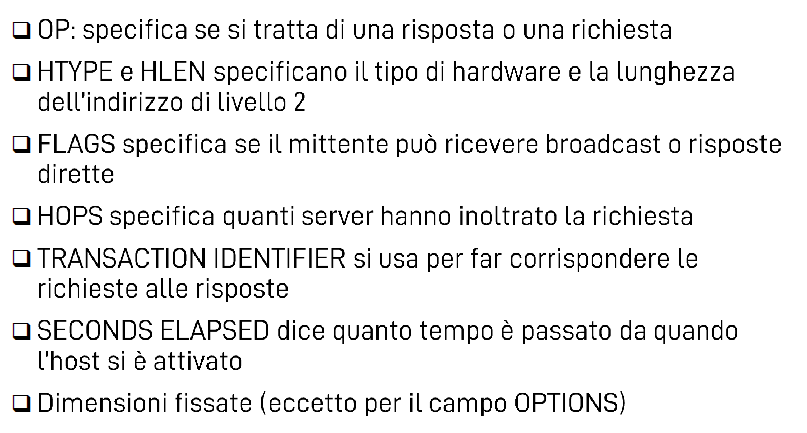 ❑ OP: specifica se si tratta di una risposta o una richiesta
❑ HTYPE e HLEN specificano il tipo di hardware e la lunghezza
dell'indirizzo di livello 2
❑ FLAGS specifica se il mittente può ricevere broadcast o risposte
dirette
❑ HOPS specifica quanti server hanno inoltrato la richiesta
❑ TRANSACTION IDENTIFIER si usa per far corrispondere le
richieste alle risposte
❑ SECONDS ELAPSED dice quanto tempo è passato da quando
l'host si è attivato
❑ Dimensioni fissate (eccetto per il campo OPTIONS)